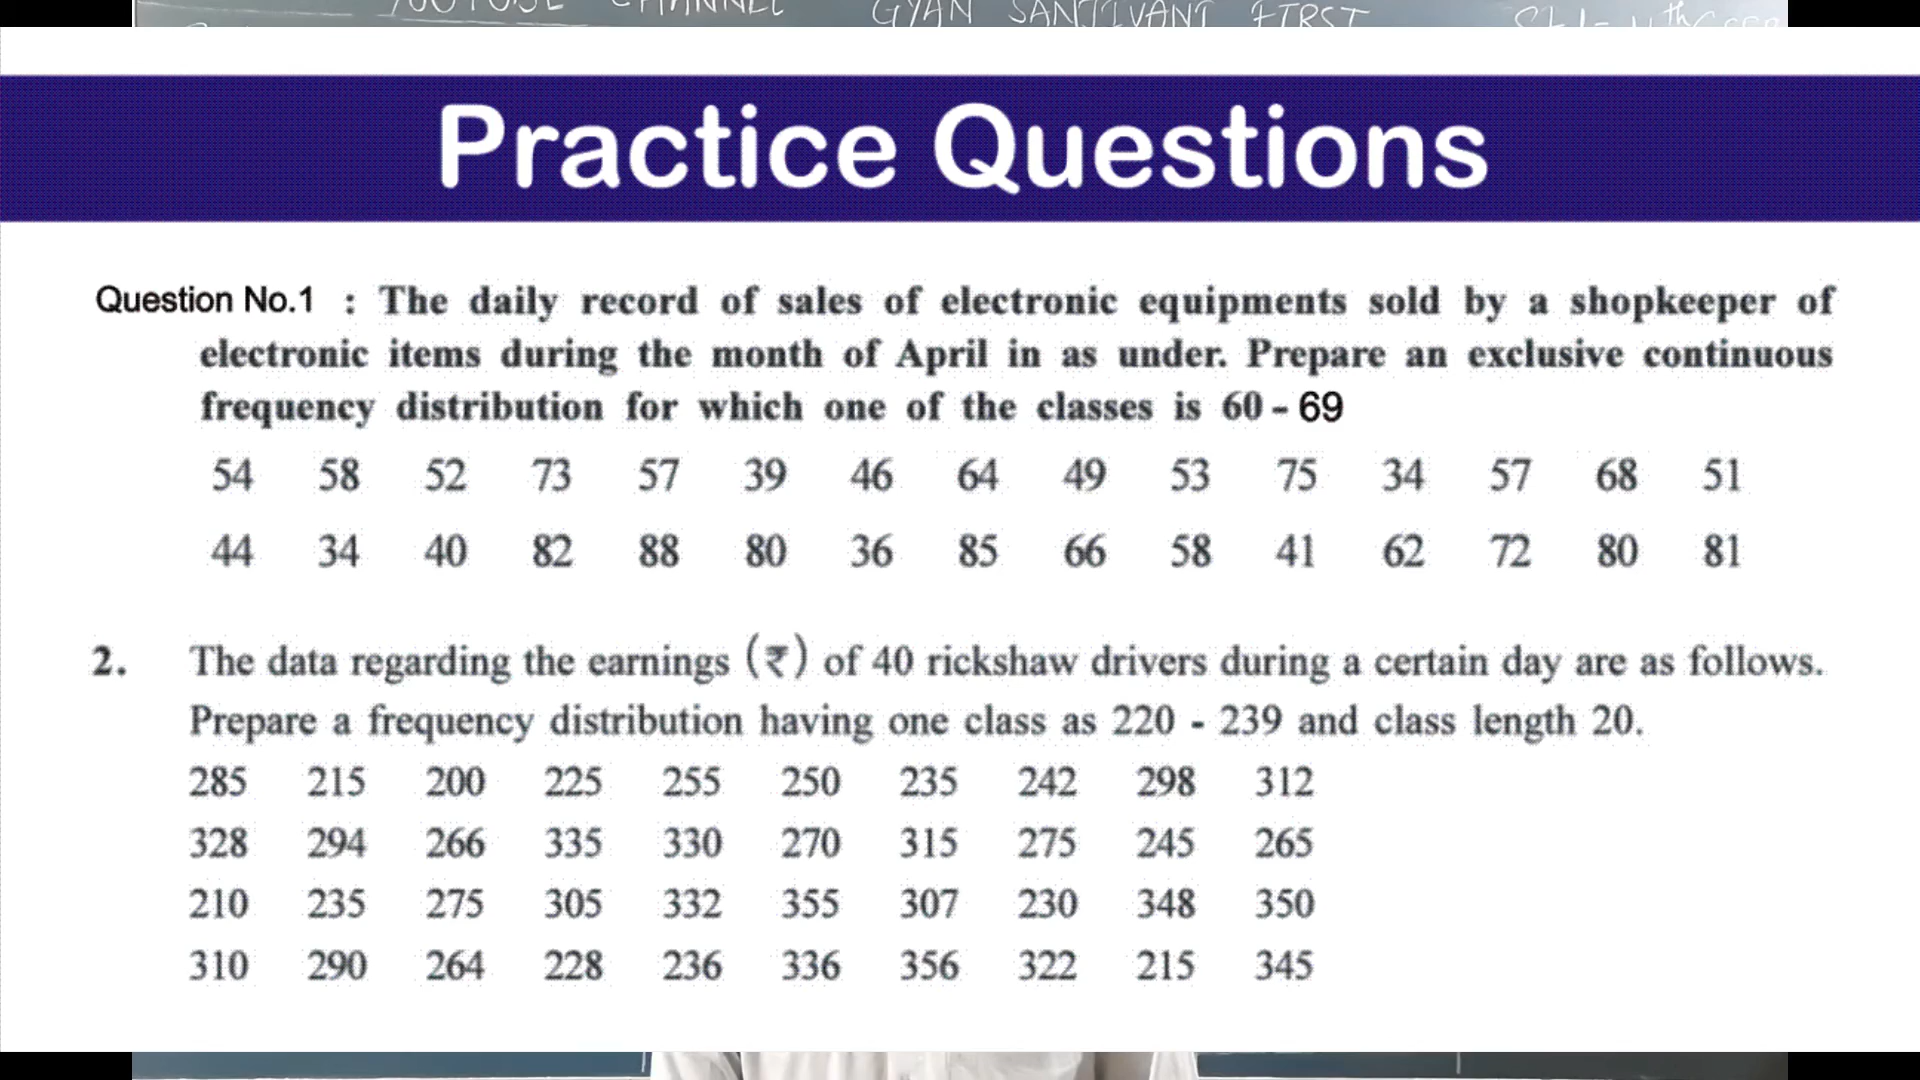 YOUTUBE CHANNEL GYAN SANJIVANI FIRST
Practice Questions
Question No.1 : The daily record of sales of electronic equipments sold by a shopkeeper of
electronic items during the month of April in as under. Prepare an exclusive continuous
frequency distribution for which one of the classes is 60 - 69
54 58 52 73 57 39 46 64 49 53 75 34 57 68 51
44 34 40 82 88 80 36 85 66 58 41 62 72 80 81
2. The data regarding the earnings (₹) of 40 rickshaw drivers during a certain day are as follows.
Prepare a frequency distribution having one class as 220 - 239 and class length 20.
285 215 200 225 255 250 235 242 298 312
328 294 266 335 330 270 315 275 245 265
210 235 275 305 332 355 307 230 348 350
310 290 264 228 236 336 356 322 215 345